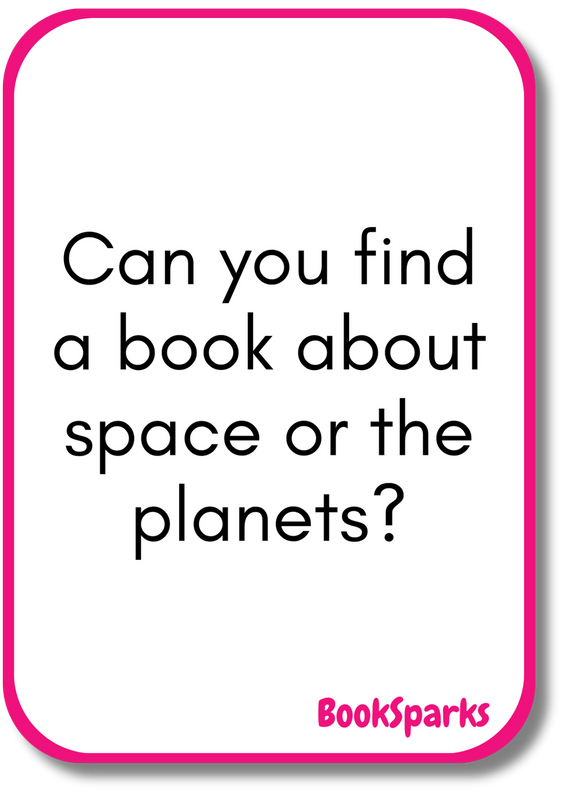 Can you find
a book about
space or the
planets?
BookSparks